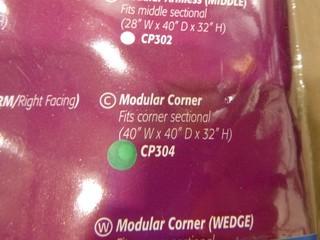 (MIDDLE)
Fits middle sectional
(28" W x 40" D x 32" H)
CP302
RM/Right Facing)
C Modular Corner
Fits corner sectional
(40" W x 40" D x 32" H)
CP304
W Modular Corner (WEDGE)